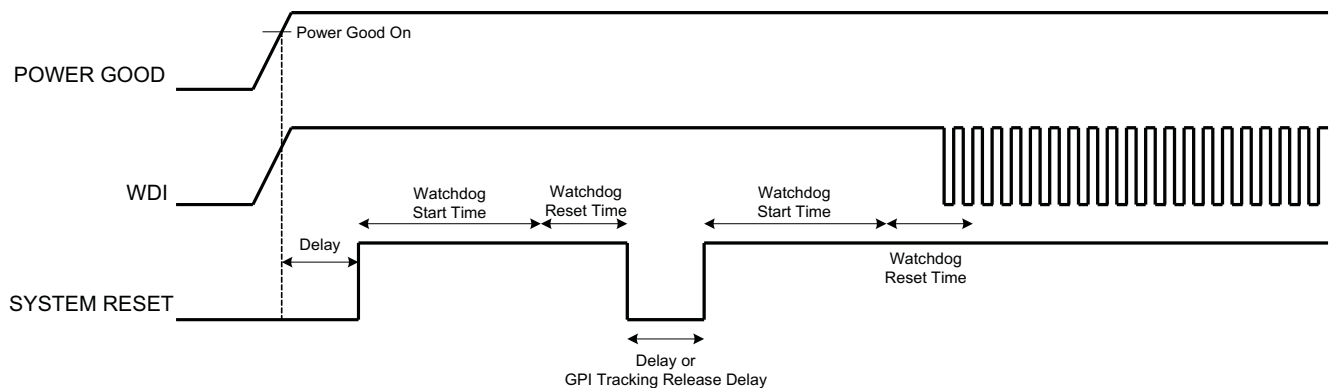 Power Good On
POWER GOOD
WDI
Watchdog
Start Time
Watchdog
Reset Time
Watchdog
Start Time
Delay
Watchdog
Reset Time
SYSTEM RESET
Delay or
GPI Tracking Release Delay